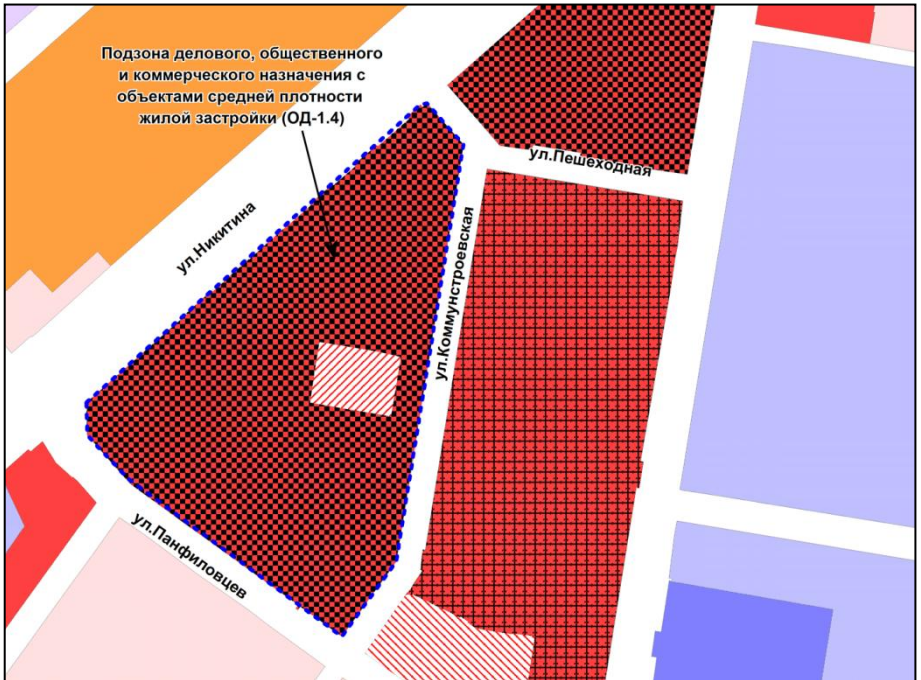 Подзона делового, общественного
и коммерческого назначения с
объектами средней плотности
жилой застройки (ОД-1.4)
ул.Пешеходная
ул.Никитина
ул.Коммунстроевская
ул.Панфиловцев